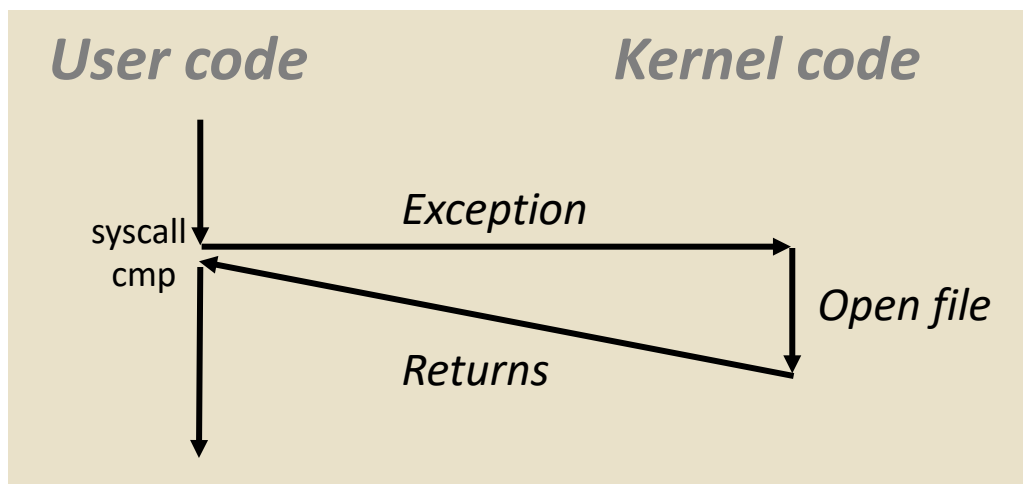 User code
Kernel code
Exception
syscall
cmp
Open file
Returns